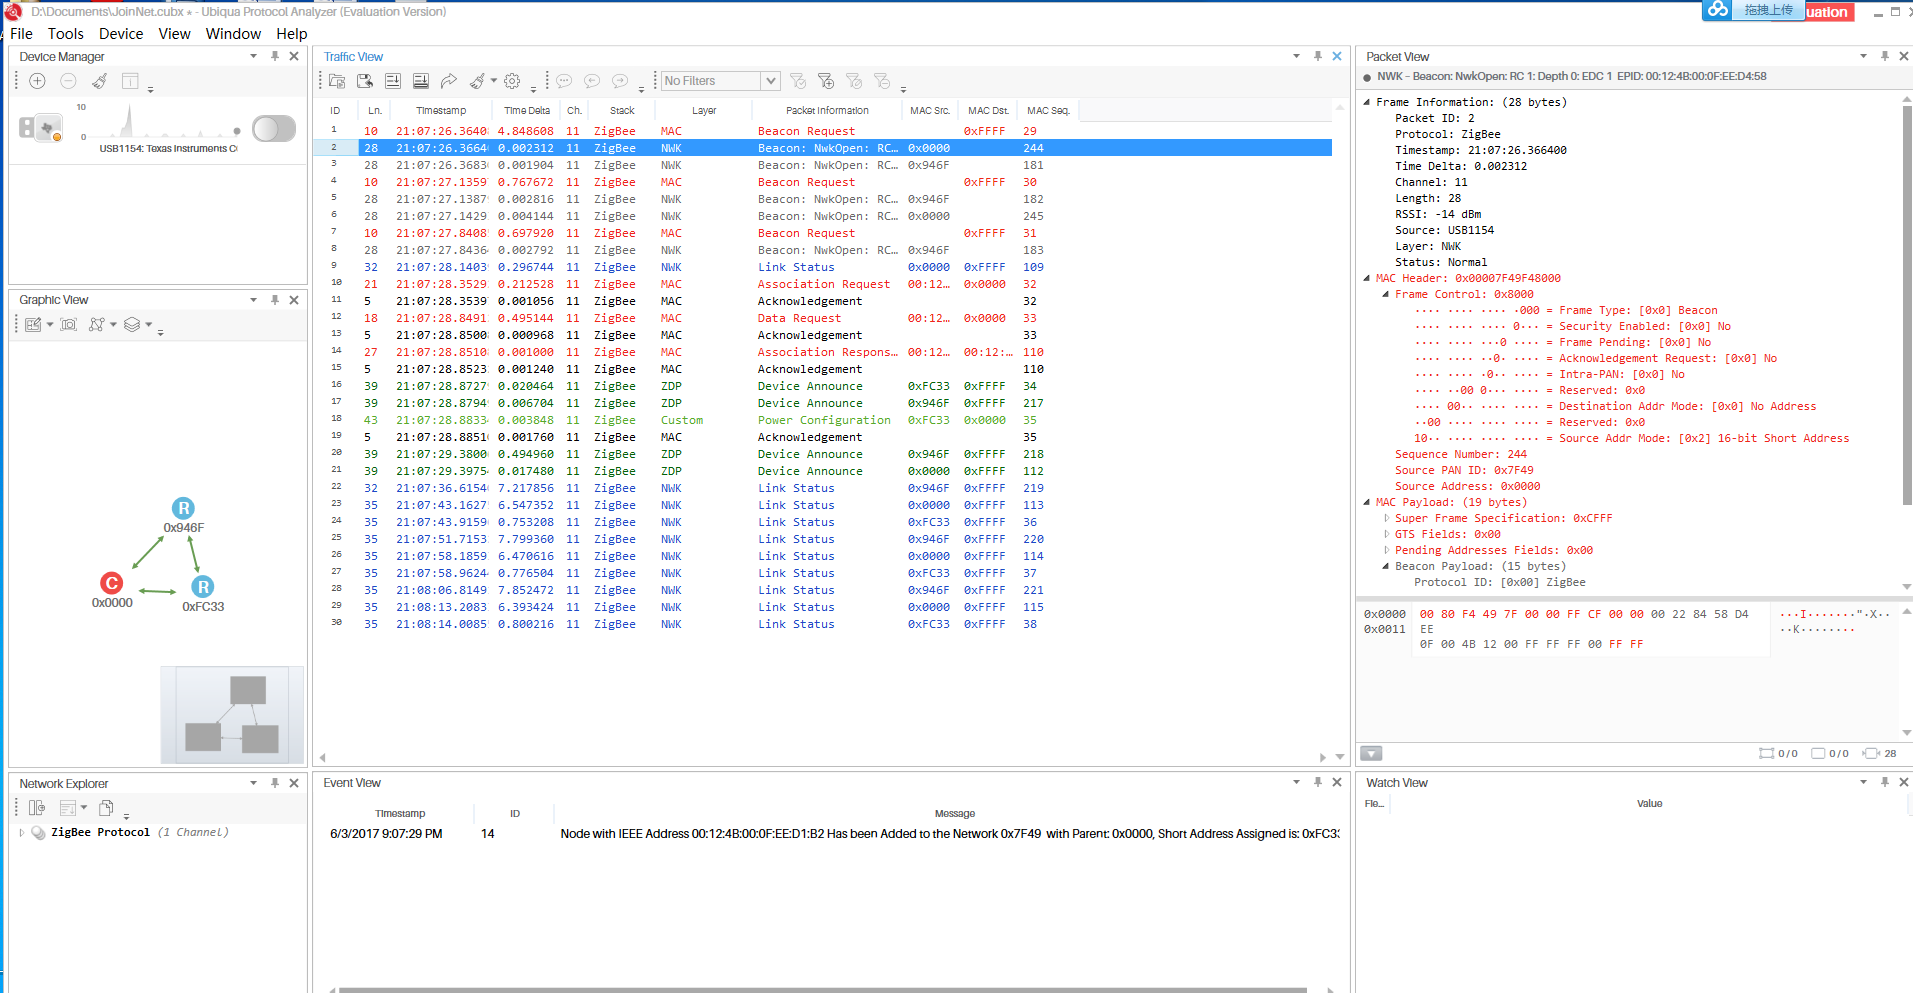 D:\Documents\JoinNet.cubx * - Ubiqua Protocol Analyzer (Evaluation Version)
拖拽上传
uation
File Tools Device View Window Help
Device Manager
10
0
USB1154: Texas Instruments
Graphic View
R
0x946F
C
0x0000
R
0xFC33
Network Explorer
ZigBee Protocol (1 Channel)
Traffic View
No Filters
ID Ln. Timestamp Time Delta Ch. Stack Layer Packet Information MAC Src. MAC Dst. MAC Seq.
1 10 21:07:26.3640 4.848608 11 ZigBee MAC Beacon Request 0xFFFF 29
2 28 21:07:26.3664 0.002312 11 ZigBee NWK Beacon: NwkOpen: RC... 0x0000 244
3 28 21:07:26.3683 0.001904 11 ZigBee NWK Beacon: NwkOpen: RC... 0x946F 181
4 10 21:07:27.1359 0.767672 11 ZigBee MAC Beacon Request 0xFFFF 30
5 28 21:07:27.1387 0.002816 11 ZigBee NWK Beacon: NwkOpen: RC... 0x946F 182
6 28 21:07:27.1429 0.004144 11 ZigBee NWK Beacon: NwkOpen: RC... 0x0000 245
7 10 21:07:27.8408 0.697920 11 ZigBee MAC Beacon Request 0xFFFF 31
8 28 21:07:27.8436 0.002792 11 ZigBee NWK Beacon: NwkOpen: RC... 0x946F 183
9 32 21:07:28.1403 0.296744 11 ZigBee NWK Link Status 0x0000 0xFFFF 109
10 21 21:07:28.3529 0.212528 11 ZigBee MAC Association Request 00:12... 0x0000 32
11 5 21:07:28.3539 0.001056 11 ZigBee MAC Acknowledgement 32
12 18 21:07:28.8491 0.495144 11 ZigBee MAC Data Request 00:12... 0x0000 33
13 5 21:07:28.8500 0.000968 11 ZigBee MAC Acknowledgement 33
14 27 21:07:28.8510 0.001000 11 ZigBee MAC Association Respons... 00:12... 00:12:... 110
15 5 21:07:28.8523 0.001240 11 ZigBee MAC Acknowledgement 110
16 39 21:07:28.8727 0.020464 11 ZigBee ZDP Device Announce 0xFC33 0xFFFF 34
17 39 21:07:28.8794 0.006704 11 ZigBee ZDP Device Announce 0x946F 0xFFFF 217
18 43 21:07:28.8833 0.003848 11 ZigBee Custom Power Configuration 0xFC33 0x0000 35
19 5 21:07:28.8851 0.001760 11 ZigBee MAC Acknowledgement 35
20 39 21:07:29.3800 0.494960 11 ZigBee ZDP Device Announce 0x946F 0xFFFF 218
21 39 21:07:29.3975 0.017480 11 ZigBee ZDP Device Announce 0x0000 0xFFFF 112
22 32 21:07:36.6154 7.217856 11 ZigBee NWK Link Status 0x946F 0xFFFF 219
23 35 21:07:43.1627 6.547352 11 ZigBee NWK Link Status 0x0000 0xFFFF 113
24 35 21:07:43.9159 0.753208 11 ZigBee NWK Link Status 0xFC33 0xFFFF 36
25 35 21:07:51.7153 7.799360 11 ZigBee NWK Link Status 0x946F 0xFFFF 220
26 35 21:07:58.1859 6.470616 11 ZigBee NWK Link Status 0x0000 0xFFFF 114
27 35 21:07:58.9624 0.776504 11 ZigBee NWK Link Status 0xFC33 0xFFFF 37
28 35 21:08:06.8149 7.852472 11 ZigBee NWK Link Status 0x946F 0xFFFF 221
29 35 21:08:13.2083 6.393424 11 ZigBee NWK Link Status 0x0000 0xFFFF 115
30 35 21:08:14.0085 0.800216 11 ZigBee NWK Link Status 0xFC33 0xFFFF 38
Event View
Timestamp ID Message
6/3/2017 9:07:29 PM 14 Node with IEEE Address 00:12:4B:00:0F:EE:D1:B2 Has been Added to the Network 0x7F49 with Parent: 0x0000, Short Address Assigned is: 0xFC33
Packet View
NWK - Beacon: NwkOpen: RC 1: Depth 0: EDC 1 EPID: 00:12:4B:00:0F:EE:D4:58
Frame Information: (28 bytes)
Packet ID: 2
Protocol: ZigBee
Timestamp: 21:07:26.366400
Time Delta: 0.002312
Channel: 11
Length: 28
RSSI: -14 dBm
Source: USB1154
Layer: NWK
Status: Normal
MAC Header: 0x00007F49F48000
Frame Control: 0x8000
···· ···· ···· ·000 = Frame Type: [0x0] Beacon
···· ···· ···· 0··· = Security Enabled: [0x0] No
···· ···· ···0 ···· = Frame Pending: [0x0] No
···· ···· ··0· ···· = Acknowledgement Request: [0x0] No
···· ···· ·0·· ···· = Intra-PAN: [0x0] No
···· ··00 0··· ···· = Reserved: 0x0
···· 00·· ···· ···· = Destination Addr Mode: [0x0] No Address
··00 ···· ···· ···· = Reserved: 0x0
10·· ···· ···· ···· = Source Addr Mode: [0x2] 16-bit Short Address
Sequence Number: 244
Source PAN ID: 0x7F49
Source Address: 0x0000
MAC Payload: (19 bytes)
Super Frame Specification: 0xCFFF
GTS Fields: 0x00
Pending Addresses Fields: 0x00
Beacon Payload: (15 bytes)
Protocol ID: [0x00] ZigBee
0x0000 00 80 F4 49 7F 00 00 FF CF 00 00 00 22 84 58 D4 ···I·······"·X··
0x0011 EE ···K········
0F 00 4B 12 00 FF FF FF 00 FF FF
0/0 0/0 28
Watch View
Fie... Value